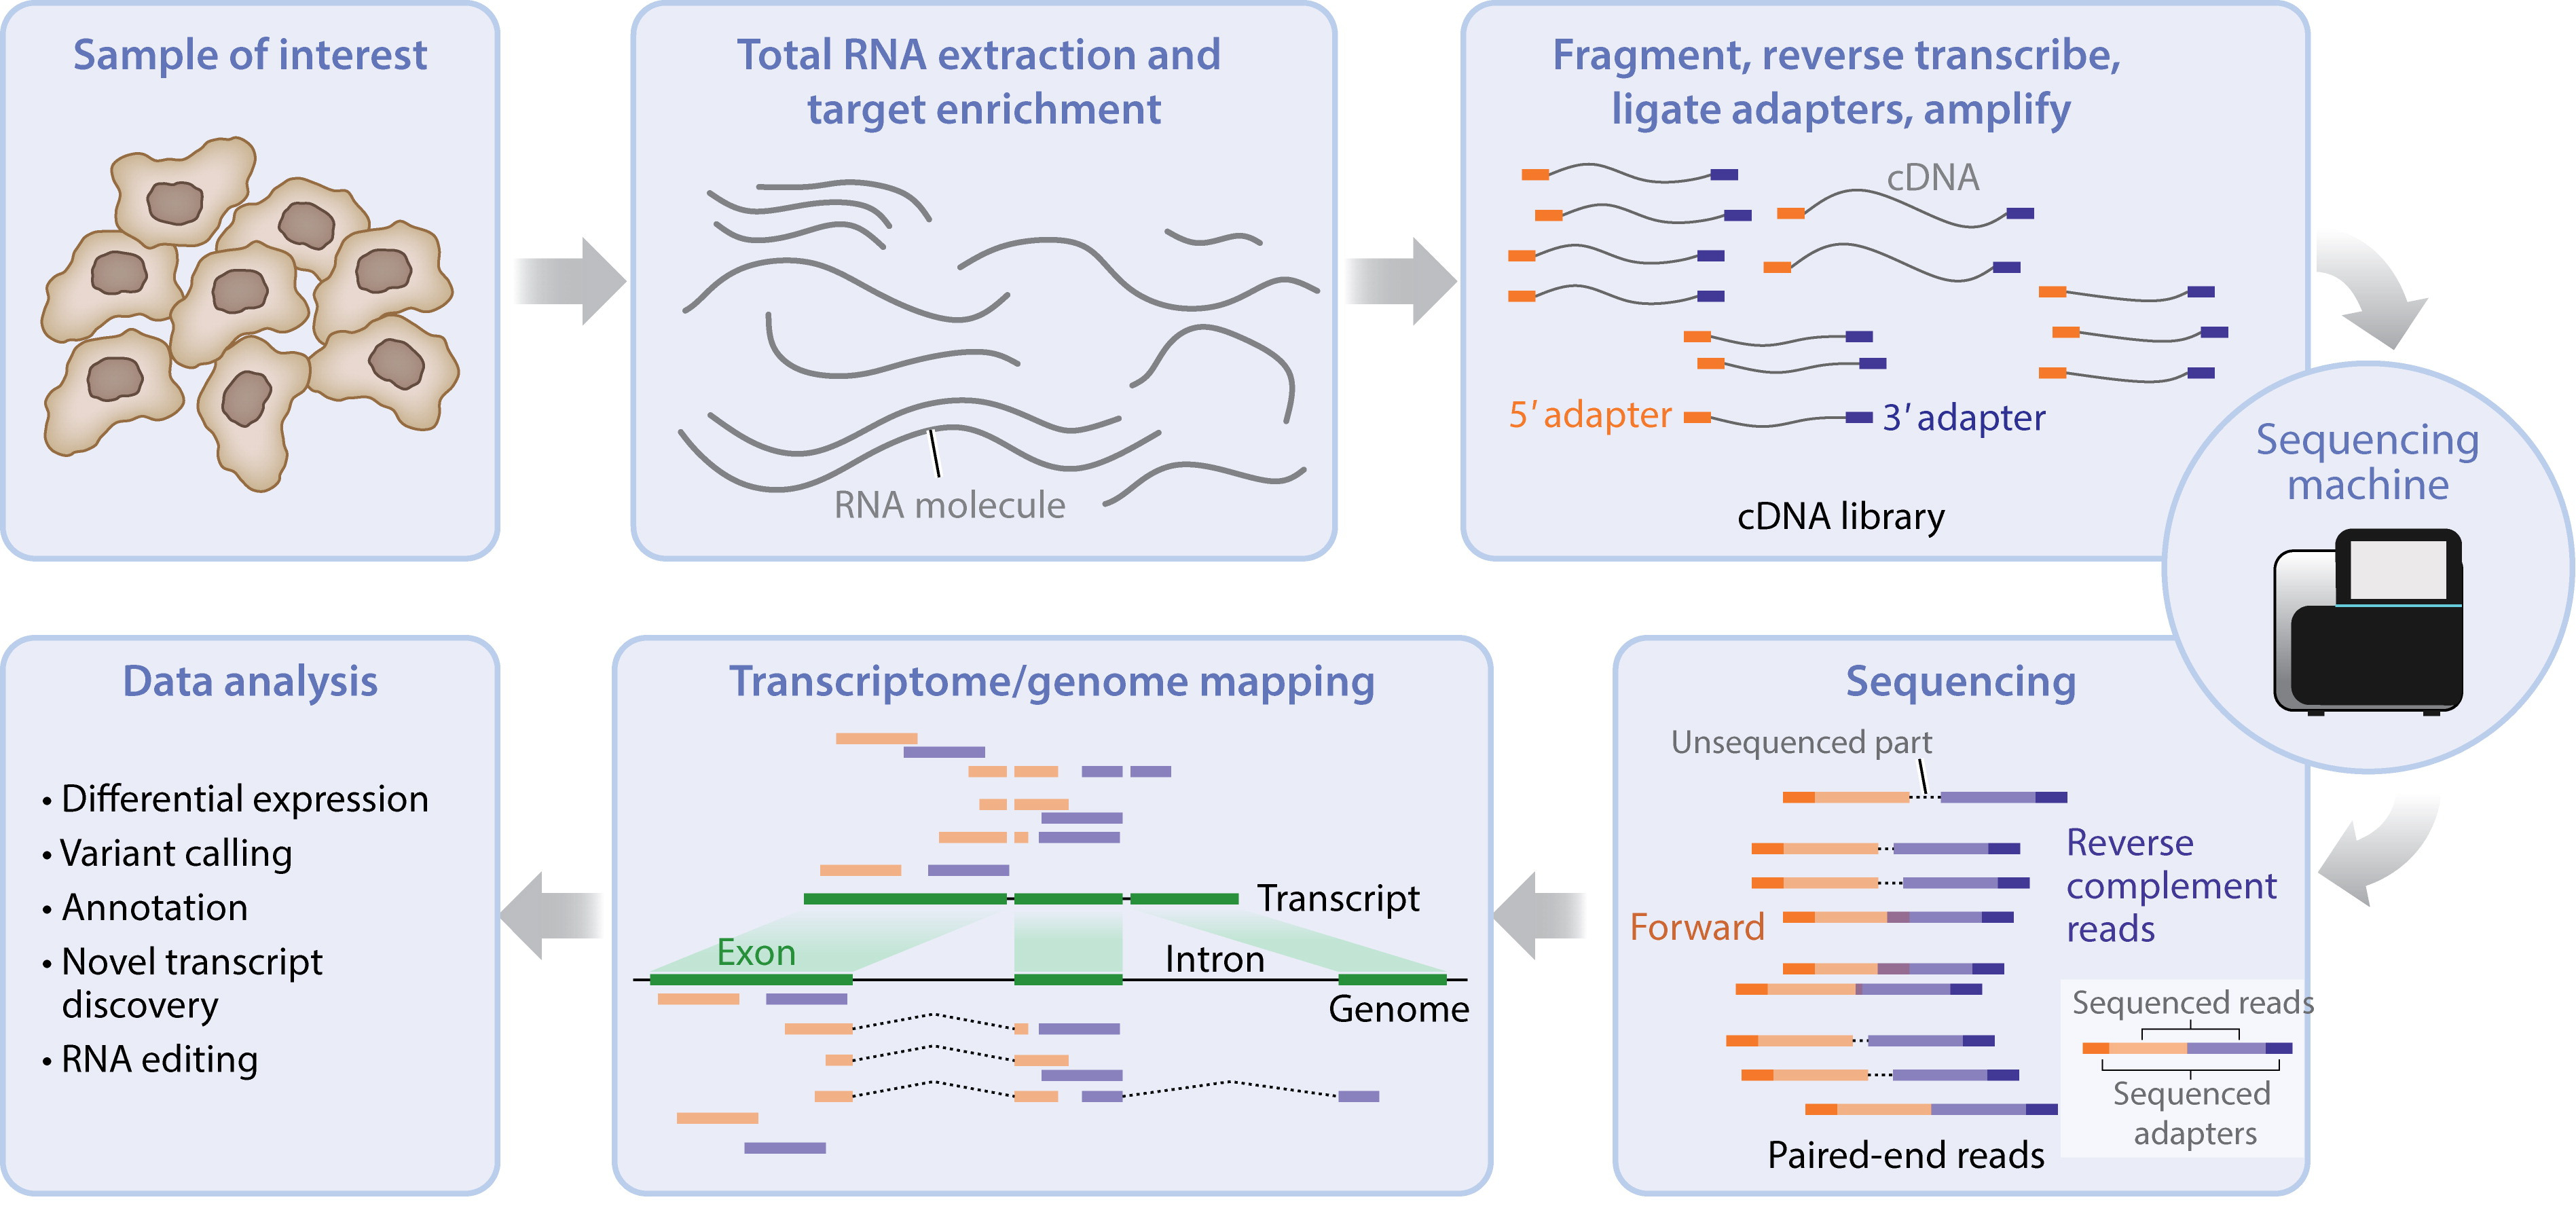 Sample of interest
Total RNA extraction and
target enrichment
RNA molecule
Fragment, reverse transcribe,
ligate adapters, amplify
cDNA
5′ adapter
3′ adapter
cDNA library
Sequencing
machine
Sequencing
Unsequenced part
Reverse
complement
reads
Forward
Sequenced reads
Sequenced
adapters
Paired-end reads
Transcriptome/genome mapping
Transcript
Exon
Intron
Genome
Data analysis
• Differential expression
• Variant calling
• Annotation
• Novel transcript
discovery
• RNA editing